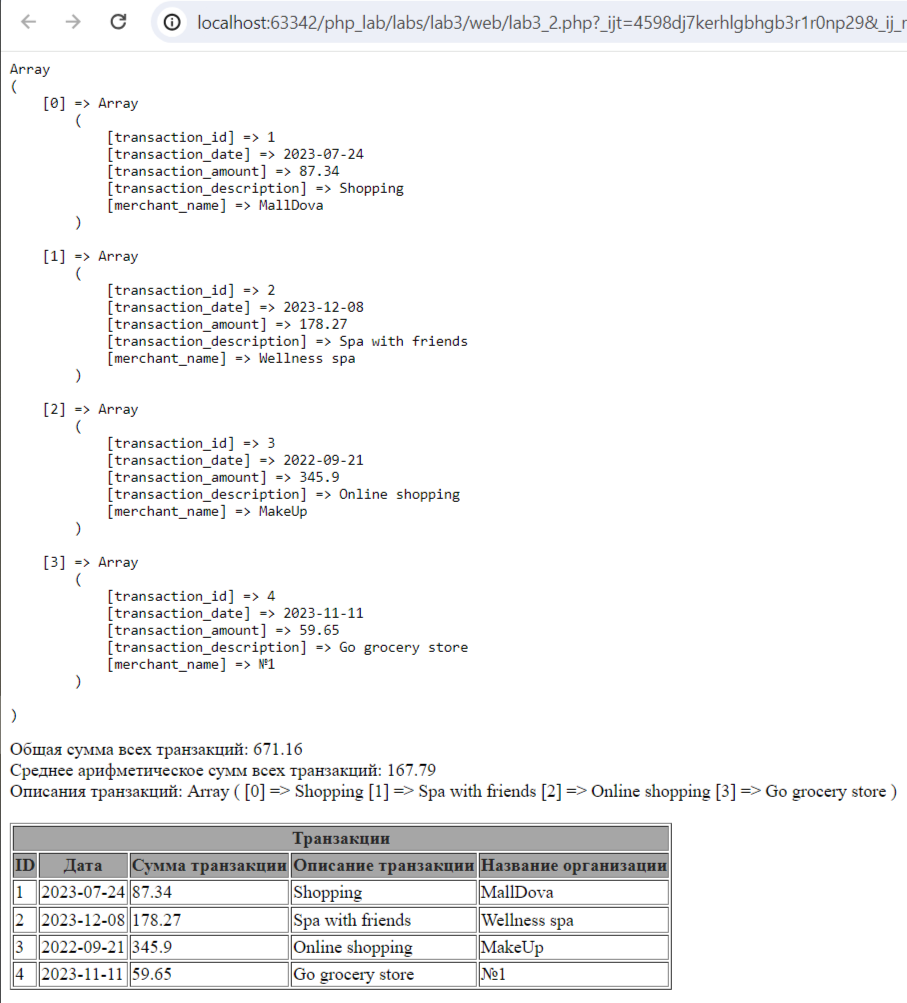 localhost:63342/php_lab/labs/lab3/web/lab3_2.php?_ijt=4598dj7kerhlgbhgb3r1r0np29&_ij_r
Array
(
    [0] => Array
        (
            [transaction_id] => 1
            [transaction_date] => 2023-07-24
            [transaction_amount] => 87.34
            [transaction_description] => Shopping
            [merchant_name] => MallDova
        )
    [1] => Array
        (
            [transaction_id] => 2
            [transaction_date] => 2023-12-08
            [transaction_amount] => 178.27
            [transaction_description] => Spa with friends
            [merchant_name] => Wellness spa
        )
    [2] => Array
        (
            [transaction_id] => 3
            [transaction_date] => 2022-09-21
            [transaction_amount] => 345.9
            [transaction_description] => Online shopping
            [merchant_name] => MakeUp
        )
    [3] => Array
        (
            [transaction_id] => 4
            [transaction_date] => 2023-11-11
            [transaction_amount] => 59.65
            [transaction_description] => Go grocery store
            [merchant_name] => №1
        )
)
Общая сумма всех транзакций: 671.16
Среднее арифметическое сумм всех транзакций: 167.79
Описания транзакций: Array ( [0] => Shopping [1] => Spa with friends [2] => Online shopping [3] => Go grocery store )
Транзакции
ID Дата Сумма транзакции Описание транзакции Название организации
1 2023-07-24 87.34 Shopping MallDova
2 2023-12-08 178.27 Spa with friends Wellness spa
3 2022-09-21 345.9 Online shopping MakeUp
4 2023-11-11 59.65 Go grocery store №1